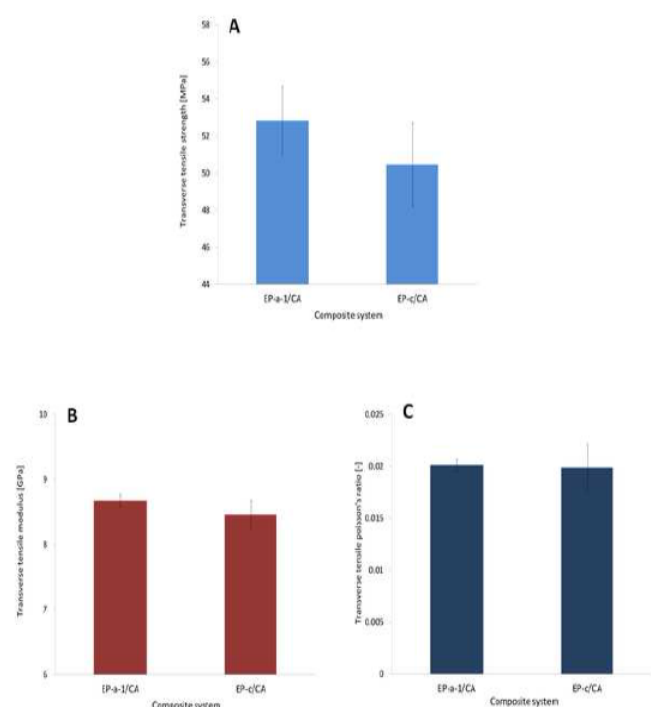 A
Transverse tensile strength [MPa]
58
56
54
52
50
48
46
44
EP-a-1/CA
EP-c/CA
Composite system
B
Transverse tensile modulus [GPa]
10
9
8
7
6
EP-a-1/CA
EP-c/CA
Composite system
C
Transverse tensile poisson's ratio [-]
0.025
0.02
0.015
0.01
0.005
0
EP-a-1/CA
EP-c/CA
Composite system